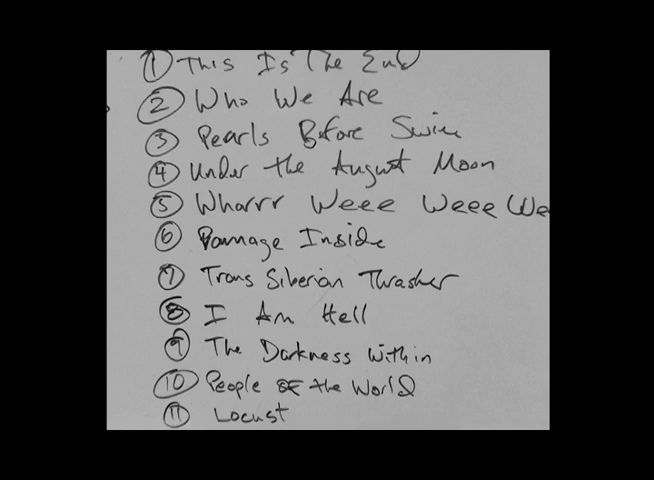 ① This Is The End
② Who We Are
③ Pearls Before Swine
④ Under the August Moon
⑤ Wharrr Weee Weee We
⑥ Damage Inside
⑦ Trans Siberian Thrasher
⑧ I Am Hell
⑨ The Darkness Within
⑩ People of the World
⑪ Locust